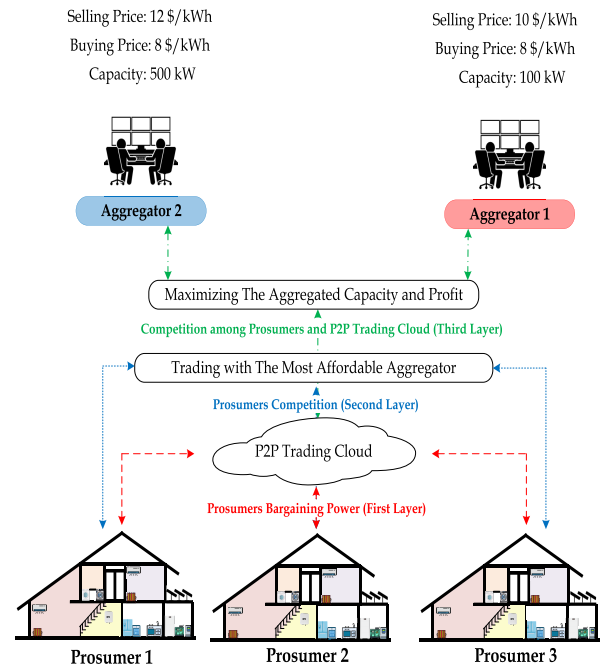 Selling Price: 12 $/kWh
Buying Price: 8 $/kWh
Capacity: 500 kW
Selling Price: 10 $/kWh
Buying Price: 8 $/kWh
Capacity: 100 kW
Aggregator 2
Aggregator 1
Maximizing The Aggregated Capacity and Profit
Competition among Prosumers and P2P Trading Cloud (Third Layer)
Trading with The Most Affordable Aggregator
Prosumers Competition (Second Layer)
P2P Trading Cloud
Prosumers Bargaining Power (First Layer)
Prosumer 1
Prosumer 2
Prosumer 3